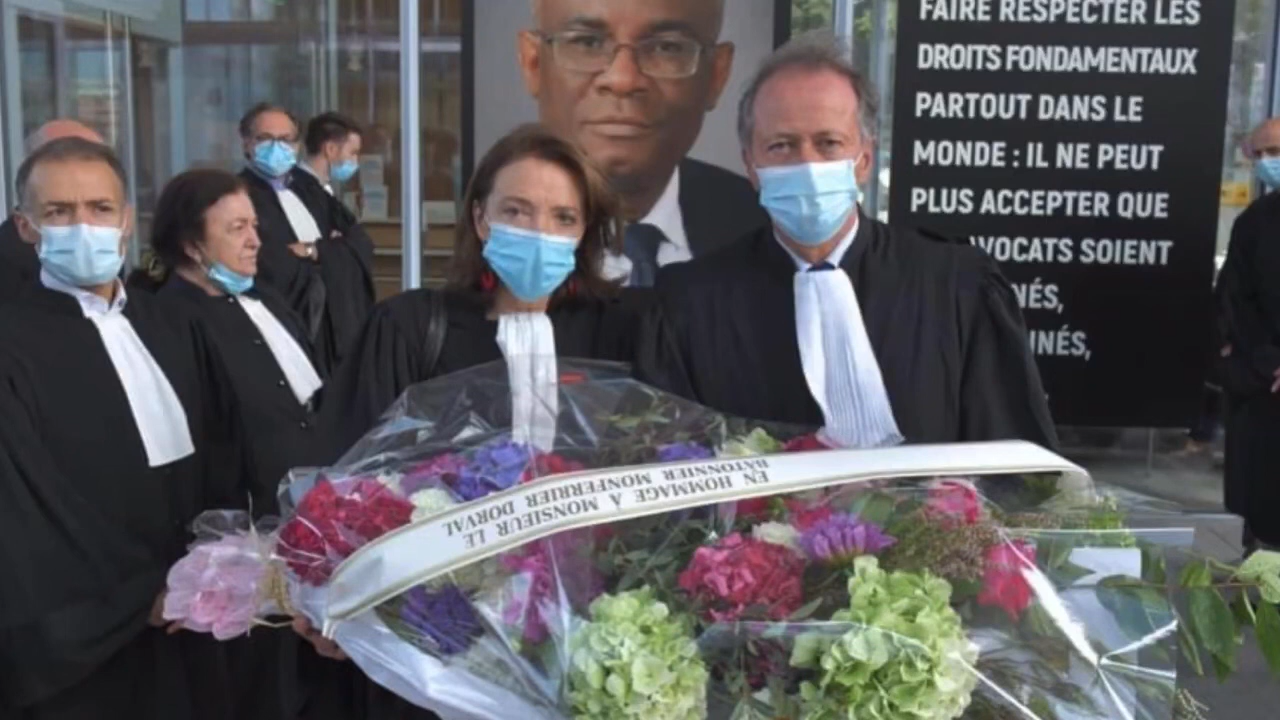 FAIRE RESPECTER LES
DROITS FONDAMENTAUX
PARTOUT DANS LE
MONDE : IL NE PEUT
PLUS ACCEPTER QUE
VOCATS SOIENT
NÉS,
INÉS,
EN HOMMAGE À MONSIEUR LE
BÂTONNIER MONFERRIER DORVAL